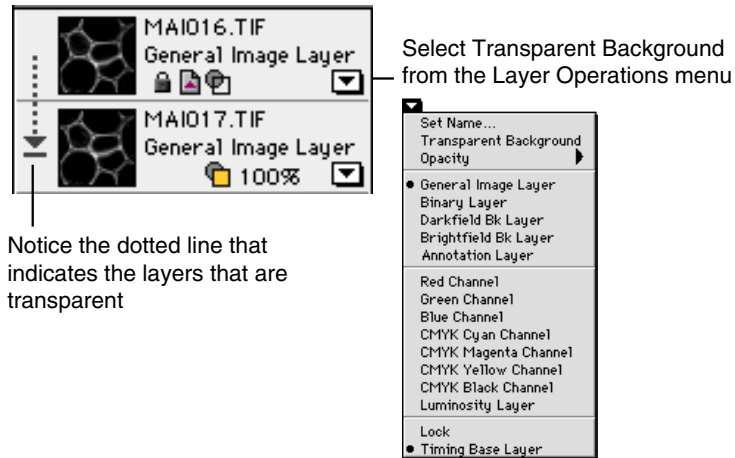 MAI016.TIF
General Image Layer
MAI017.TIF
General Image Layer
100%
Select Transparent Background
from the Layer Operations menu
Notice the dotted line that
indicates the layers that are
transparent
Set Name...
Transparent Background
Opacity
General Image Layer
Binary Layer
Darkfield Bk Layer
Brightfield Bk Layer
Annotation Layer
Red Channel
Green Channel
Blue Channel
CMYK Cyan Channel
CMYK Magenta Channel
CMYK Yellow Channel
CMYK Black Channel
Luminosity Layer
Lock
Timing Base Layer